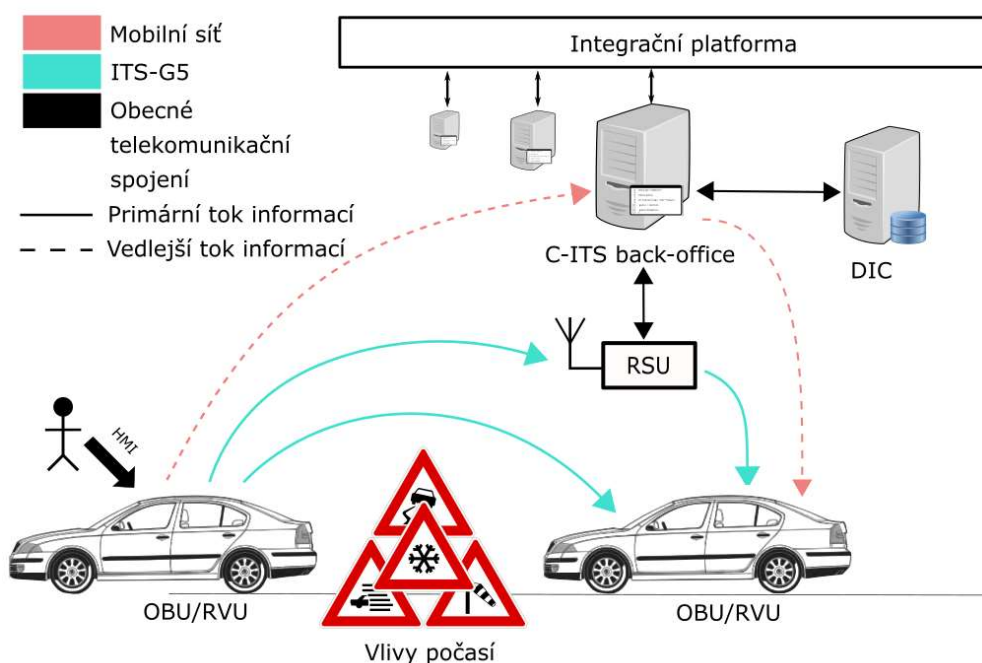 Mobilní síť
ITS-G5
Obecné
telekomunikační
spojení
Primární tok informací
Vedlejší tok informací
Integrační platforma
C-ITS back-office
DIC
RSU
HMI
OBU/RVU
OBU/RVU
Vlivy počasí